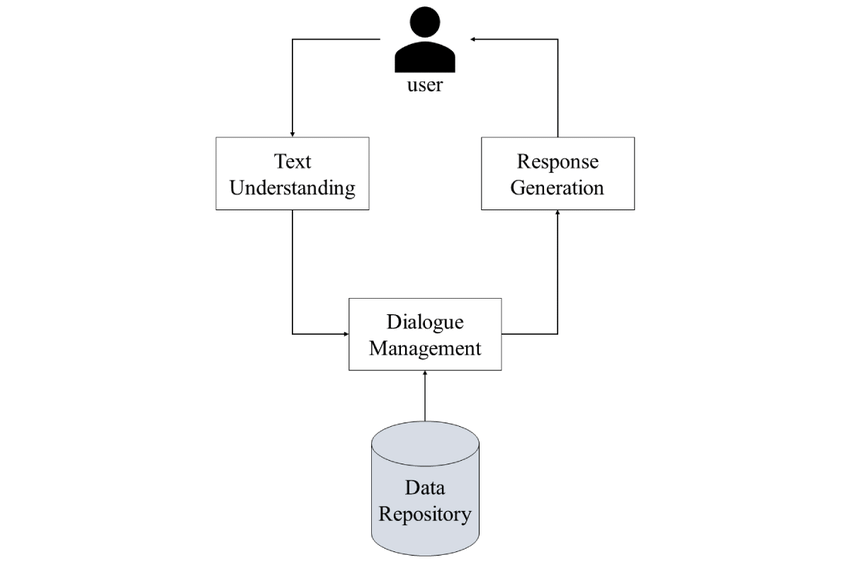 user
Text
Understanding
Response
Generation
Dialogue
Management
Data
Repository